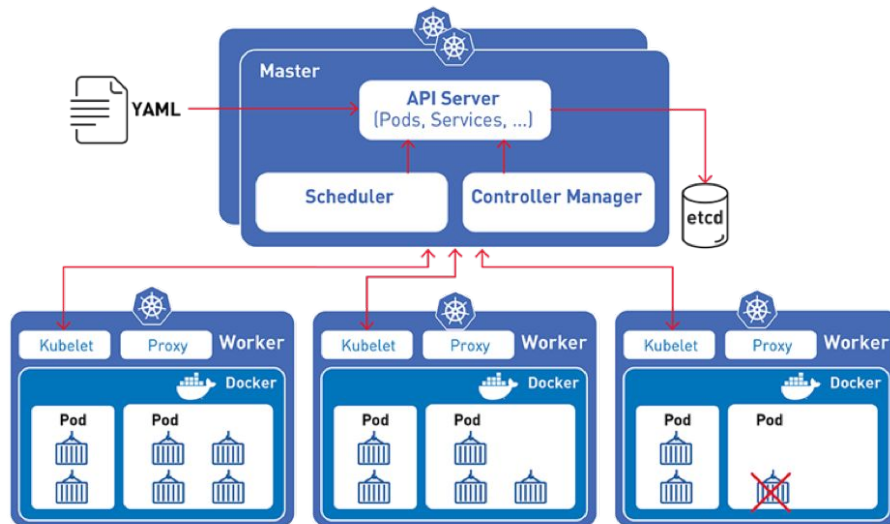 Master
YAML
API Server
(Pods, Services, ...)
Scheduler
Controller Manager
etcd
Kubelet
Proxy
Worker
Docker
Pod
Pod
Kubelet
Proxy
Worker
Docker
Pod
Pod
Kubelet
Proxy
Worker
Docker
Pod
Pod